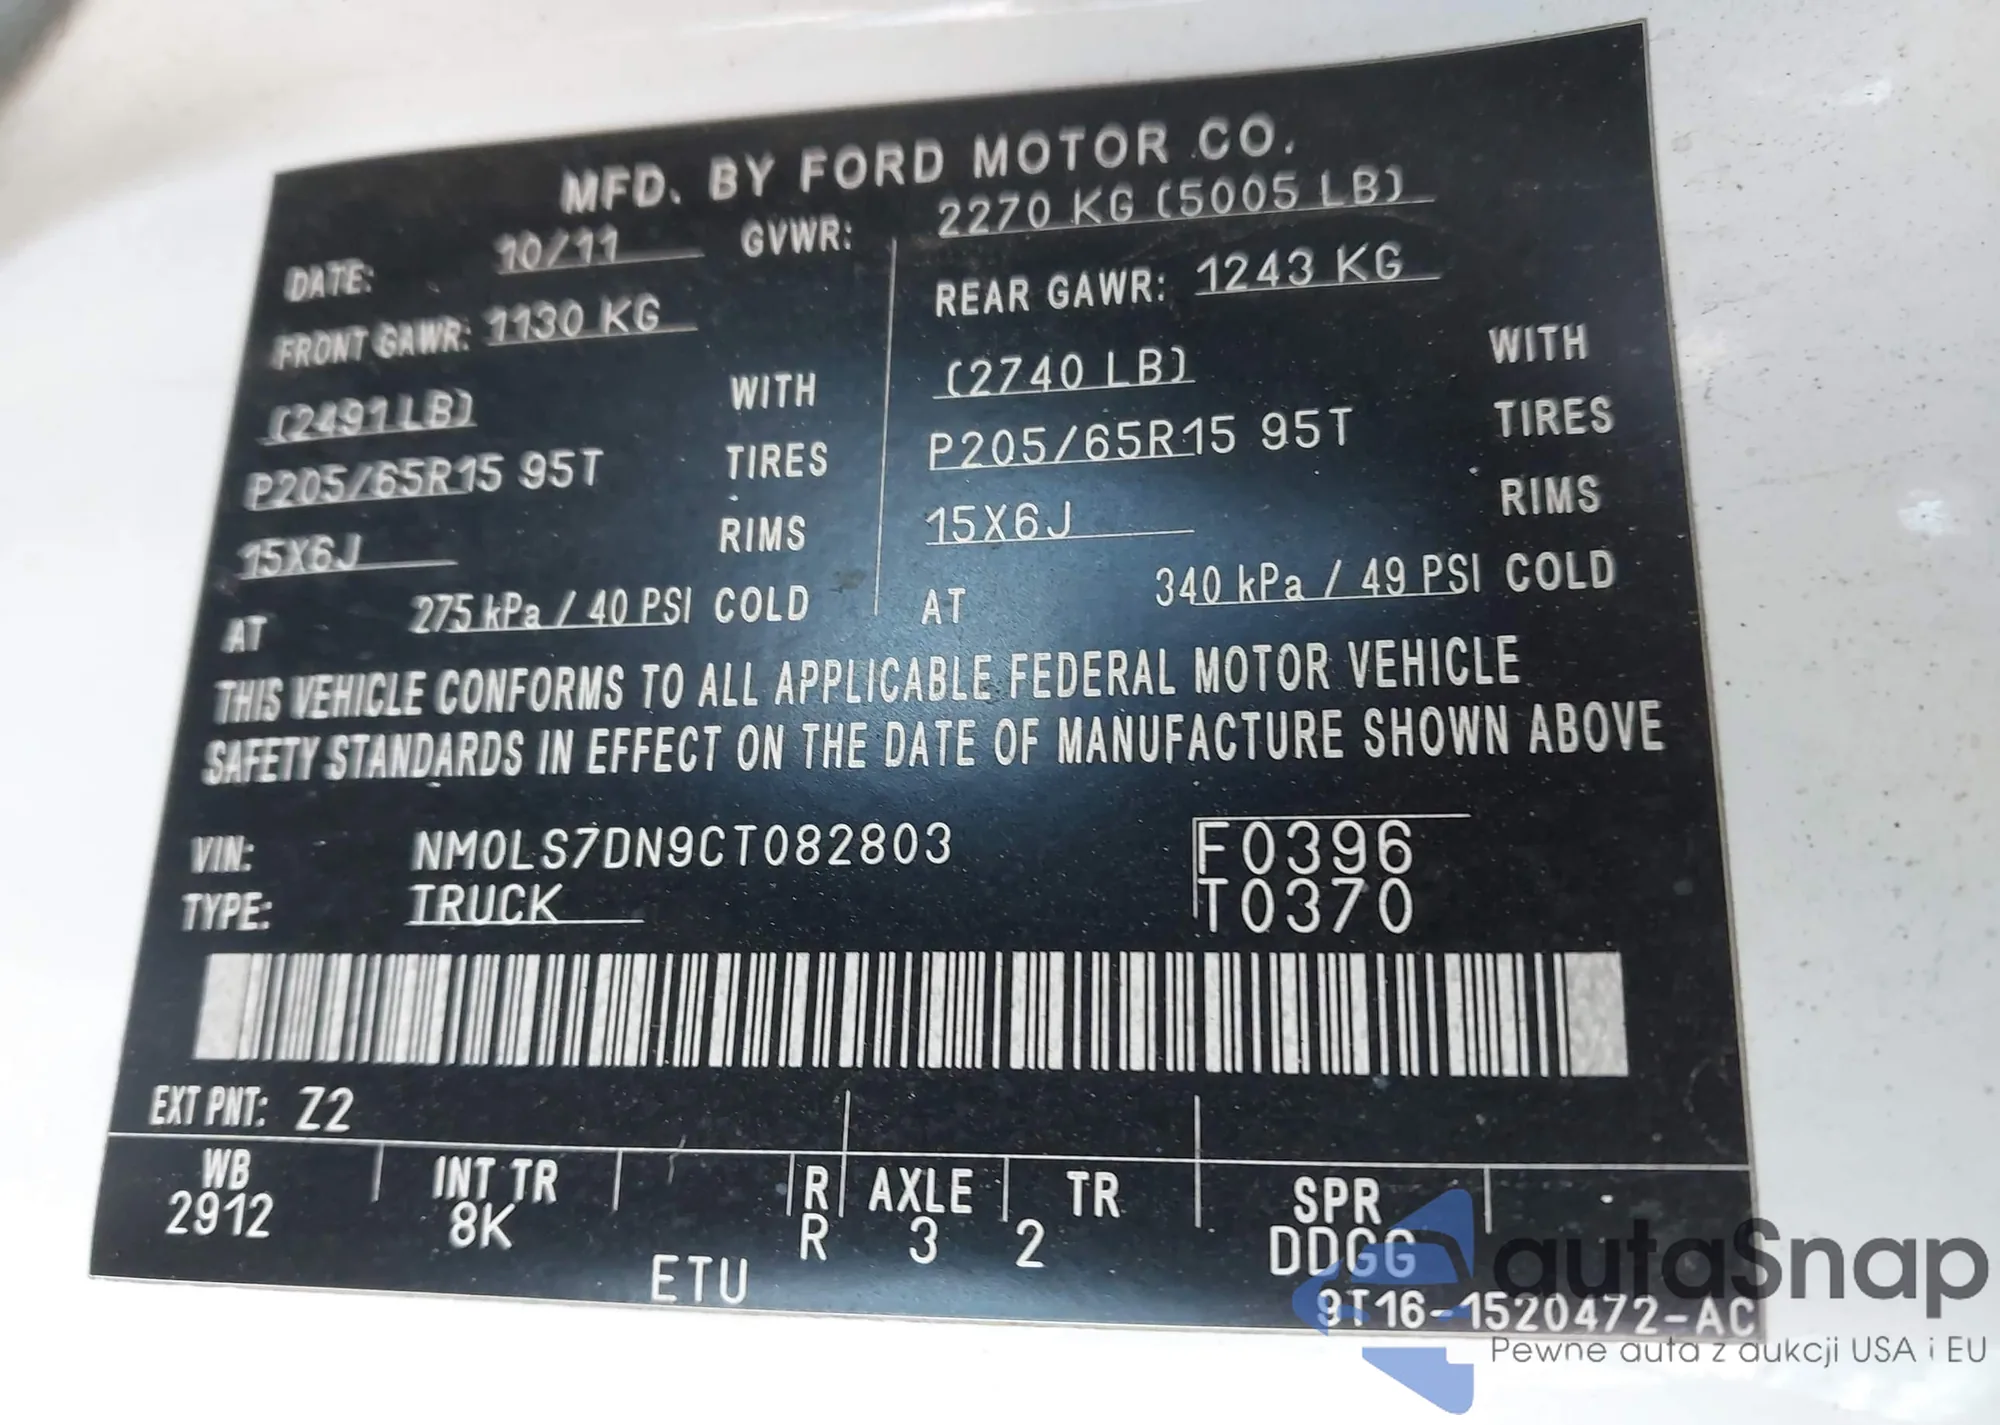 MFD. BY FORD MOTOR CO.
DATE: 10/11 GVWR: 2270 KG (5005 LB)
FRONT GAWR: 1130 KG REAR GAWR: 1243 KG
(2491 LB) WITH (2740 LB) WITH
P205/65R15 95T TIRES P205/65R15 95T TIRES
15X6J RIMS 15X6J RIMS
AT 275 kPa / 40 PSI COLD AT 340 kPa / 49 PSI COLD
THIS VEHICLE CONFORMS TO ALL APPLICABLE FEDERAL MOTOR VEHICLE
SAFETY STANDARDS IN EFFECT ON THE DATE OF MANUFACTURE SHOWN ABOVE
VIN: NM0LS7DN9CT082803 F0396
TYPE: TRUCK T0370
EXT PNT: Z2
WB INT TR R AXLE TR SPR
2912 8K R 3 2 DDGG
ETU
9T16-1520472-AC
autaSnap
Pewne auta z aukcji USA i EU